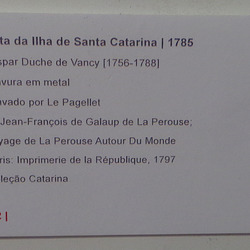 ta da Ilha de Santa Catarina | 1785
spar Duche de Vancy [1756-1788]
avura em metal
avado por Le Pagellet
Jean-François de Galaup de La Perouse;
yage de La Perouse Autour Du Monde
ris: Imprimerie de la République, 1797
leção Catarina